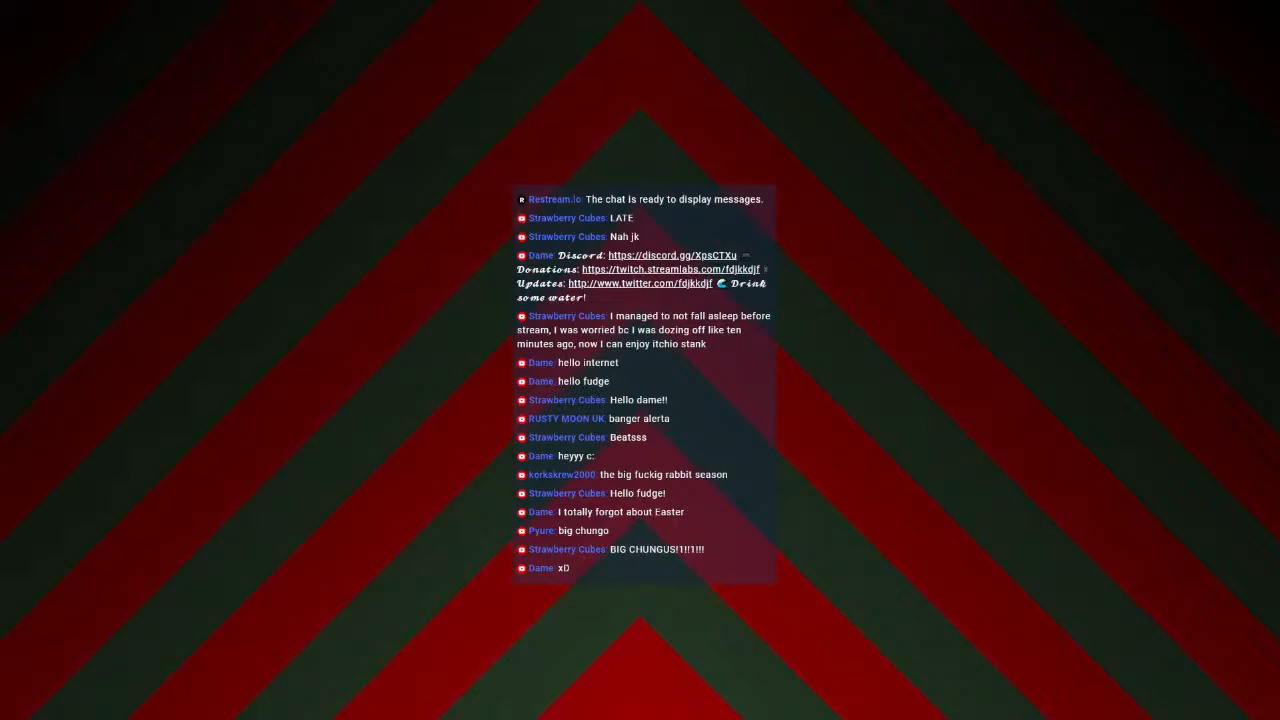 Restream.io: The chat is ready to display messages.
Strawberry Cubes: LATE
Strawberry Cubes: Nah jk
Dame: 𝓓𝓲𝓼𝓬𝓸𝓻𝓭: https://discord.gg/XpsCTXu
𝓓𝓸𝓷𝓪𝓽𝓲𝓸𝓷𝓼: https://twitch.streamlabs.com/fdjkkdjf
𝓤𝓹𝓭𝓪𝓽𝓮𝓼: http://www.twitter.com/fdjkkdjf 🌊 𝓓𝓻𝓲𝓷𝓴
𝓼𝓸𝓶𝓮 𝔀𝓪𝓽𝓮𝓻!
Strawberry Cubes: I managed to not fall asleep before
stream, I was worried bc I was dozing off like ten
minutes ago, now I can enjoy itchio stank
Dame: hello internet
Dame: hello fudge
Strawberry Cubes: Hello dame!!
RUSTY MOON UK: banger alerta
Strawberry Cubes: Beatsss
Dame: heyyy c:
korkskrew2000: the big fuckig rabbit season
Strawberry Cubes: Hello fudge!
Dame: I totally forgot about Easter
Pyure: big chungo
Strawberry Cubes: BIG CHUNGUS!1!!1!!!
Dame: xD